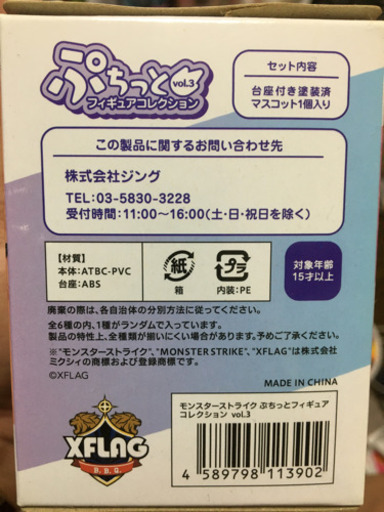 ぷちっと vol.3
フィギュアコレクション
セット内容
台座付き塗装済
マスコット1個入り
この製品に関するお問い合わせ先
株式会社ジング
TEL:03-5830-3228
受付時間:11:00〜16:00(土・日・祝日を除く)
【材質】
本体:ATBC-PVC
台座:ABS
紙
箱
プラ
内装:PE
対象年齢
15才以上
廃棄の際は、各自治体の分別方法に従ってください。
全6種の内、1種がランダムで入っています。
製品の特性上、全種類が揃いにくい場合があります。予めご了承ください。
※"モンスターストライク"、"MONSTER STRIKE"、"XFLAG"は株式会社
ミクシィの商標および登録商標です。
©XFLAG
MADE IN CHINA
XFLAG
B.B.Q.
モンスターストライク ぷちっとフィギュア
コレクション vol.3
4 589798 113902